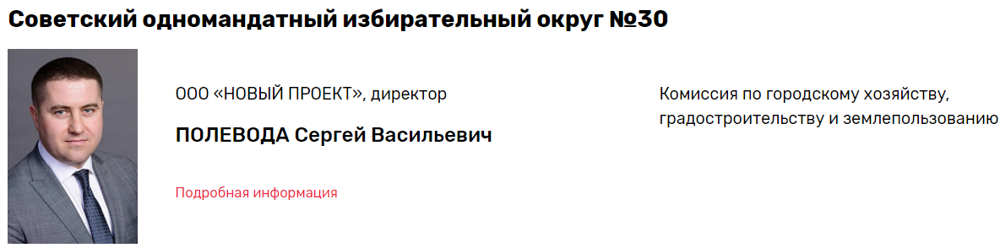 Советский одномандатный избирательный округ №30
ООО «НОВЫЙ ПРОЕКТ», директор
ПОЛЕВОДА Сергей Васильевич
Подробная информация
Комиссия по городскому хозяйству,
градостроительству и землепользованию